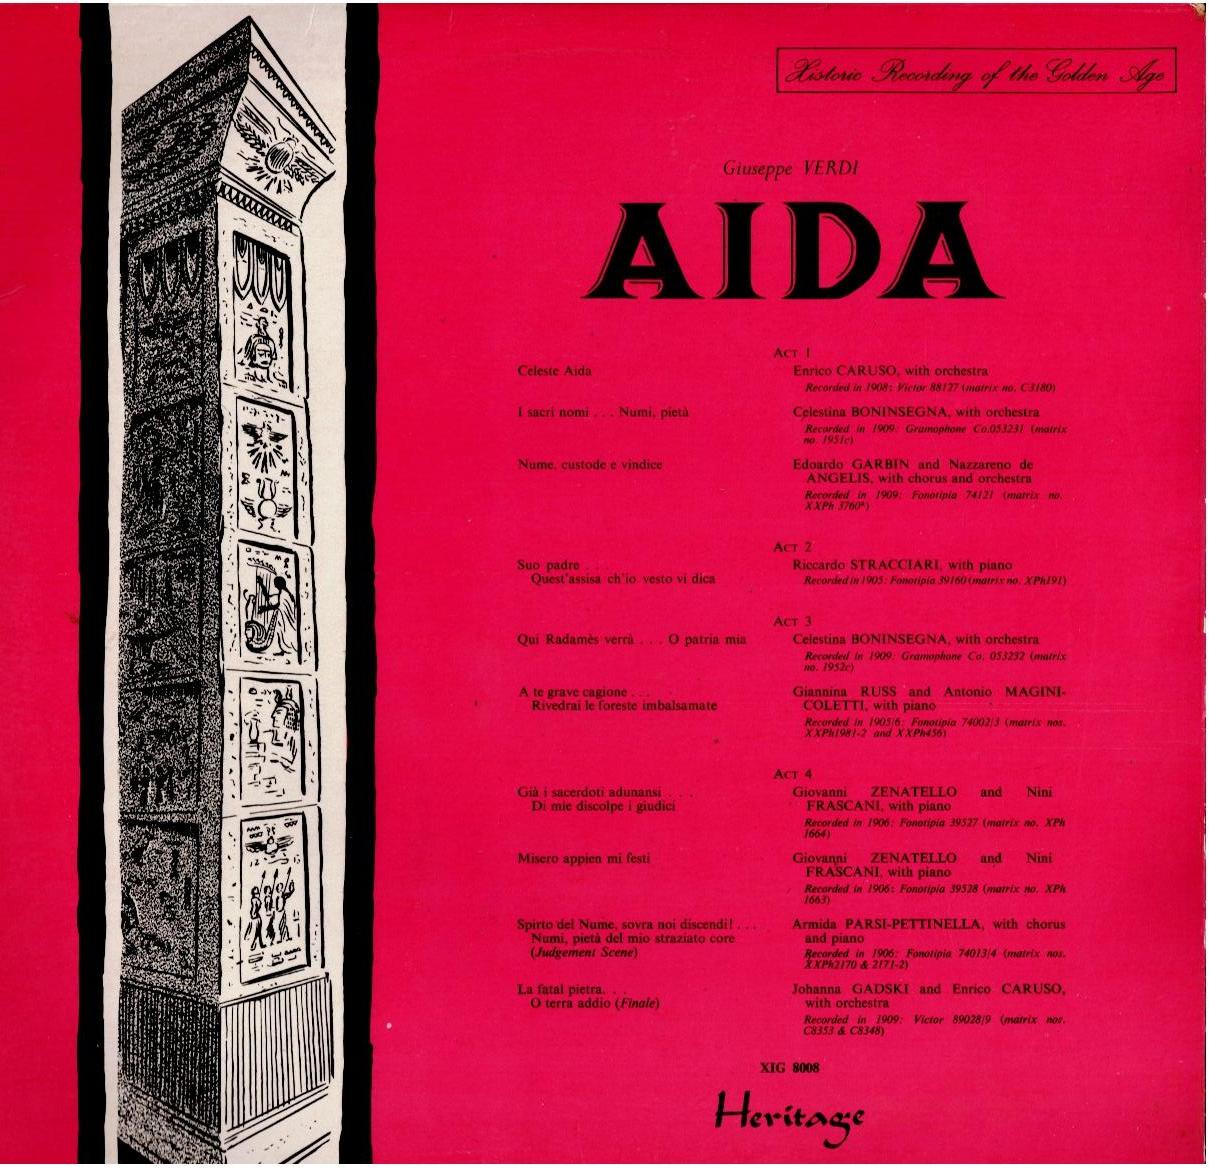 Historic Recording of the Golden Age
Giuseppe VERDI
AIDA
ACT 1
Celeste Aida
Enrico CARUSO, with orchestra
Recorded in 1908: Victor 88127 (matrix no. C3180)
I sacri nomi . . . Numi, pietà
Celestina BONINSEGNA, with orchestra
Recorded in 1909: Gramophone Co.053231 (matrix
no. 1951c)
Nume, custode e vindice
Edoardo GARBIN and Nazzareno de
ANGELIS, with chorus and orchestra
Recorded in 1909: Fonotipia 74121 (matrix no.
XXPh 3760²)
ACT 2
Suo padre . . .
Quest'assisa ch'io vesto vi dica
Riccardo STRACCIARI, with piano
Recorded in 1905: Fonotipia 39160 (matrix no. XPh191)
ACT 3
Qui Radamès verrà . . . O patria mia
Celestina BONINSEGNA, with orchestra
Recorded in 1909: Gramophone Co. 053232 (matrix
no. 1952c)
A te grave cagione . . .
Rivedrai le foreste imbalsamate
Giannina RUSS and Antonio MAGINI-
COLETTI, with piano
Recorded in 1905/6: Fonotipia 74002/3 (matrix nos.
XXPh1981-2 and XXPh456)
ACT 4
Già i sacerdoti adunansi . . .
Di mie discolpe i giudici
Giovanni ZENATELLO and Nini
FRASCANI, with piano
Recorded in 1906: Fonotipia 39527 (matrix no. XPh
1664)
Misero appien mi festi
Giovanni ZENATELLO and Nini
FRASCANI, with piano
Recorded in 1906: Fonotipia 39528 (matrix no. XPh
1663)
Spirto del Nume, sovra noi discendi! . . .
Numi, pietà del mio straziato core
(Judgement Scene)
Armida PARSI-PETTINELLA, with chorus
and piano
Recorded in 1906: Fonotipia 74013/4 (matrix nos.
XXPh2170 & 2171-2)
La fatal pietra. . .
O terra addio (Finale)
Johanna GADSKI and Enrico CARUSO,
with orchestra
Recorded in 1909: Victor 89028/9 (matrix nos.
C8353 & C8348)
XIG 8008
Heritage